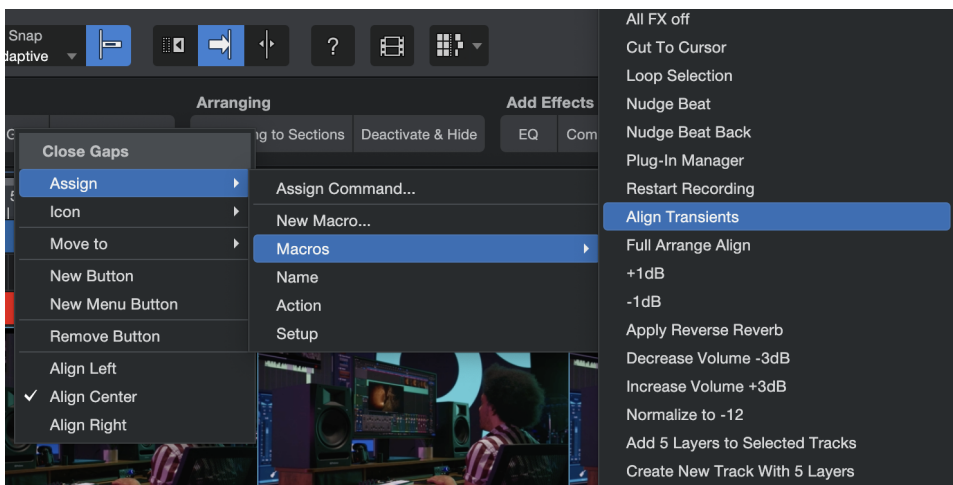 Snap
daptive
?
Arranging
Add Effects
ng to Sections
Deactivate & Hide
EQ
Com
Close Gaps
Assign
Icon
Move to
New Button
New Menu Button
Remove Button
Align Left
Align Center
Align Right
Assign Command...
New Macro...
Macros
Name
Action
Setup
All FX off
Cut To Cursor
Loop Selection
Nudge Beat
Nudge Beat Back
Plug-In Manager
Restart Recording
Align Transients
Full Arrange Align
+1dB
-1dB
Apply Reverse Reverb
Decrease Volume -3dB
Increase Volume +3dB
Normalize to -12
Add 5 Layers to Selected Tracks
Create New Track With 5 Layers